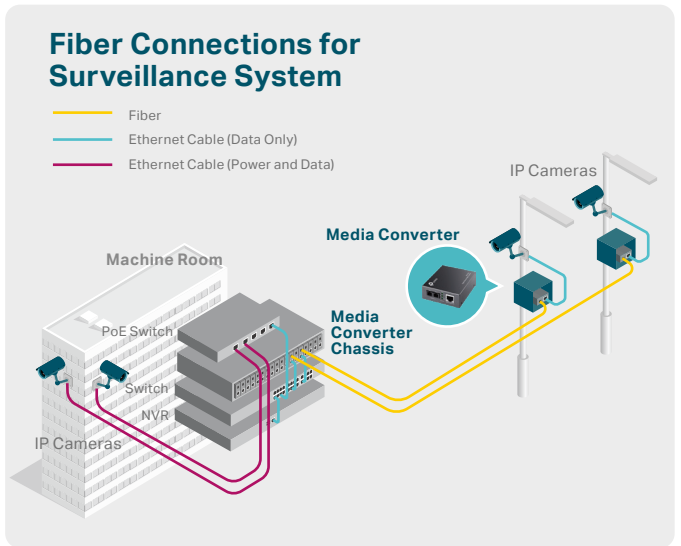 Fiber Connections for
Surveillance System
Fiber
Ethernet Cable (Data Only)
Ethernet Cable (Power and Data)
IP Cameras
Media Converter
Machine Room
PoE Switch
Media
Converter
Chassis
Switch
NVR
IP Cameras